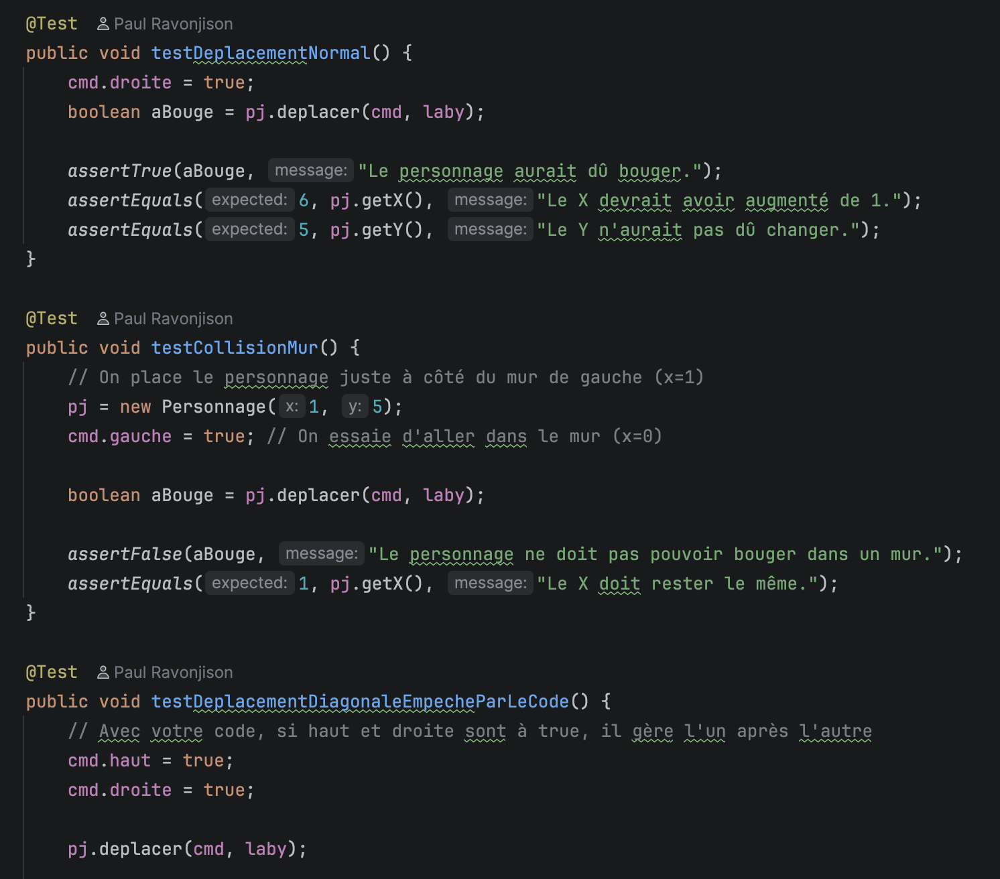 @Test Paul Ravonjison
public void testDeplacementNormal() {
cmd.droite = true;
boolean aBouge = pj.deplacer(cmd, laby);
assertTrue(aBouge, message: "Le personnage aurait dû bouger.");
assertEquals( expected: 6, pj.getX(), message: "Le X devrait avoir augmenté de 1.");
assertEquals( expected: 5, pj.getY(), message: "Le Y n'aurait pas dû changer.");
}
@Test Paul Ravonjison
public void testCollisionMur() {
// On place le personnage juste à côté du mur de gauche (x=1)
pj = new Personnage( x: 1, y: 5);
cmd.gauche = true; // On essaie d'aller dans le mur (x=0)
boolean aBouge = pj.deplacer(cmd, laby);
assertFalse(aBouge, message: "Le personnage ne doit pas pouvoir bouger dans un mur.");
assertEquals( expected: 1, pj.getX(), message: "Le X doit rester le même.");
}
@Test Paul Ravonjison
public void testDeplacementDiagonaleEmpecheParLeCode() {
// Avec votre code, si haut et droite sont à true, il gère l'un après l'autre
cmd.haut = true;
cmd.droite = true;
pj.deplacer(cmd, laby);